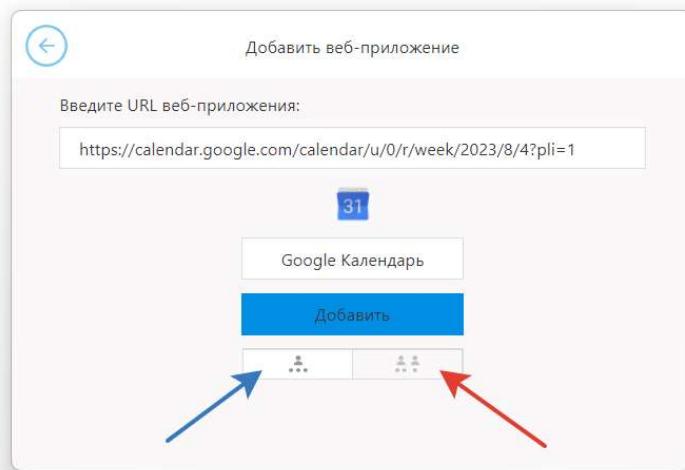 Добавить веб-приложение
Введите URL веб-приложения:
https://calendar.google.com/calendar/u/0/r/week/2023/8/4?pli=1
31
Google Календарь
Добавить